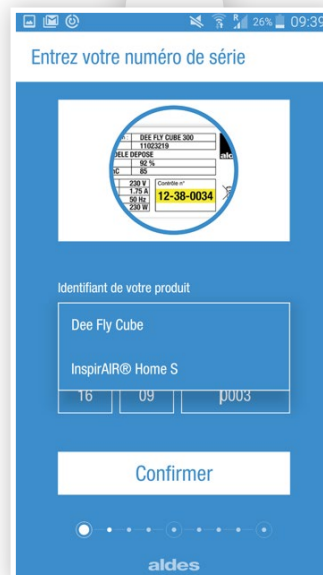 26% 09:39
Entrez votre numéro de série
DEE FLY CUBE 300
11023219
DELE DEPOSE
92 %
85
230 V
1.75 A
50 Hz
230 W
Contrôle n°
12-38-0034
Identifiant de votre produit
Dee Fly Cube
InspirAIR® Home S
16 09 p003
Confirmer
aldes